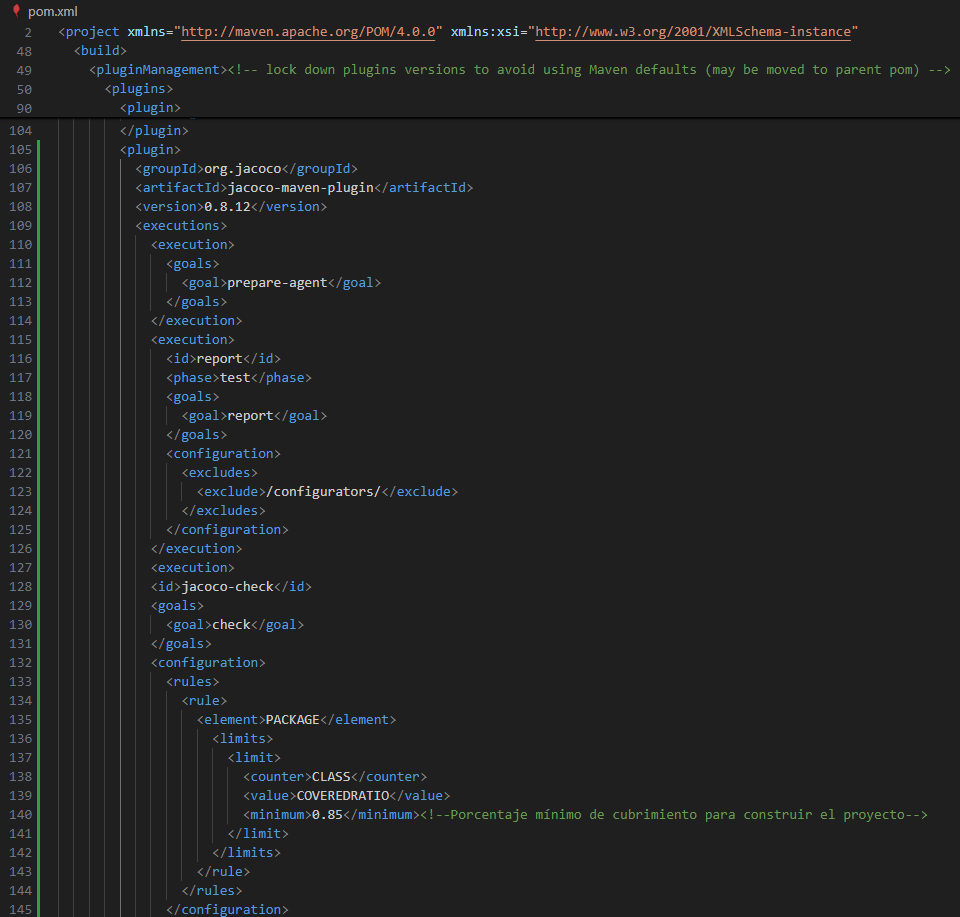 pom.xml
2 <project xmlns="http://maven.apache.org/POM/4.0.0" xmlns:xsi="http://www.w3.org/2001/XMLSchema-instance"
48 <build>
49 <pluginManagement><!-- lock down plugins versions to avoid using Maven defaults (may be moved to parent pom) -->
50 <plugins>
90 <plugin>
104 </plugin>
105 <plugin>
106 <groupId>org.jacoco</groupId>
107 <artifactId>jacoco-maven-plugin</artifactId>
108 <version>0.8.12</version>
109 <executions>
110 <execution>
111 <goals>
112 <goal>prepare-agent</goal>
113 </goals>
114 </execution>
115 <execution>
116 <id>report</id>
117 <phase>test</phase>
118 <goals>
119 <goal>report</goal>
120 </goals>
121 <configuration>
122 <excludes>
123 <exclude>/configurators/</exclude>
124 </excludes>
125 </configuration>
126 </execution>
127 <execution>
128 <id>jacoco-check</id>
129 <goals>
130 <goal>check</goal>
131 </goals>
132 <configuration>
133 <rules>
134 <rule>
135 <element>PACKAGE</element>
136 <limits>
137 <limit>
138 <counter>CLASS</counter>
139 <value>COVEREDRATIO</value>
140 <minimum>0.85</minimum><!--Porcentaje mínimo de cubrimiento para construir el proyecto-->
141 </limit>
142 </limits>
143 </rule>
144 </rules>
145 </configuration>